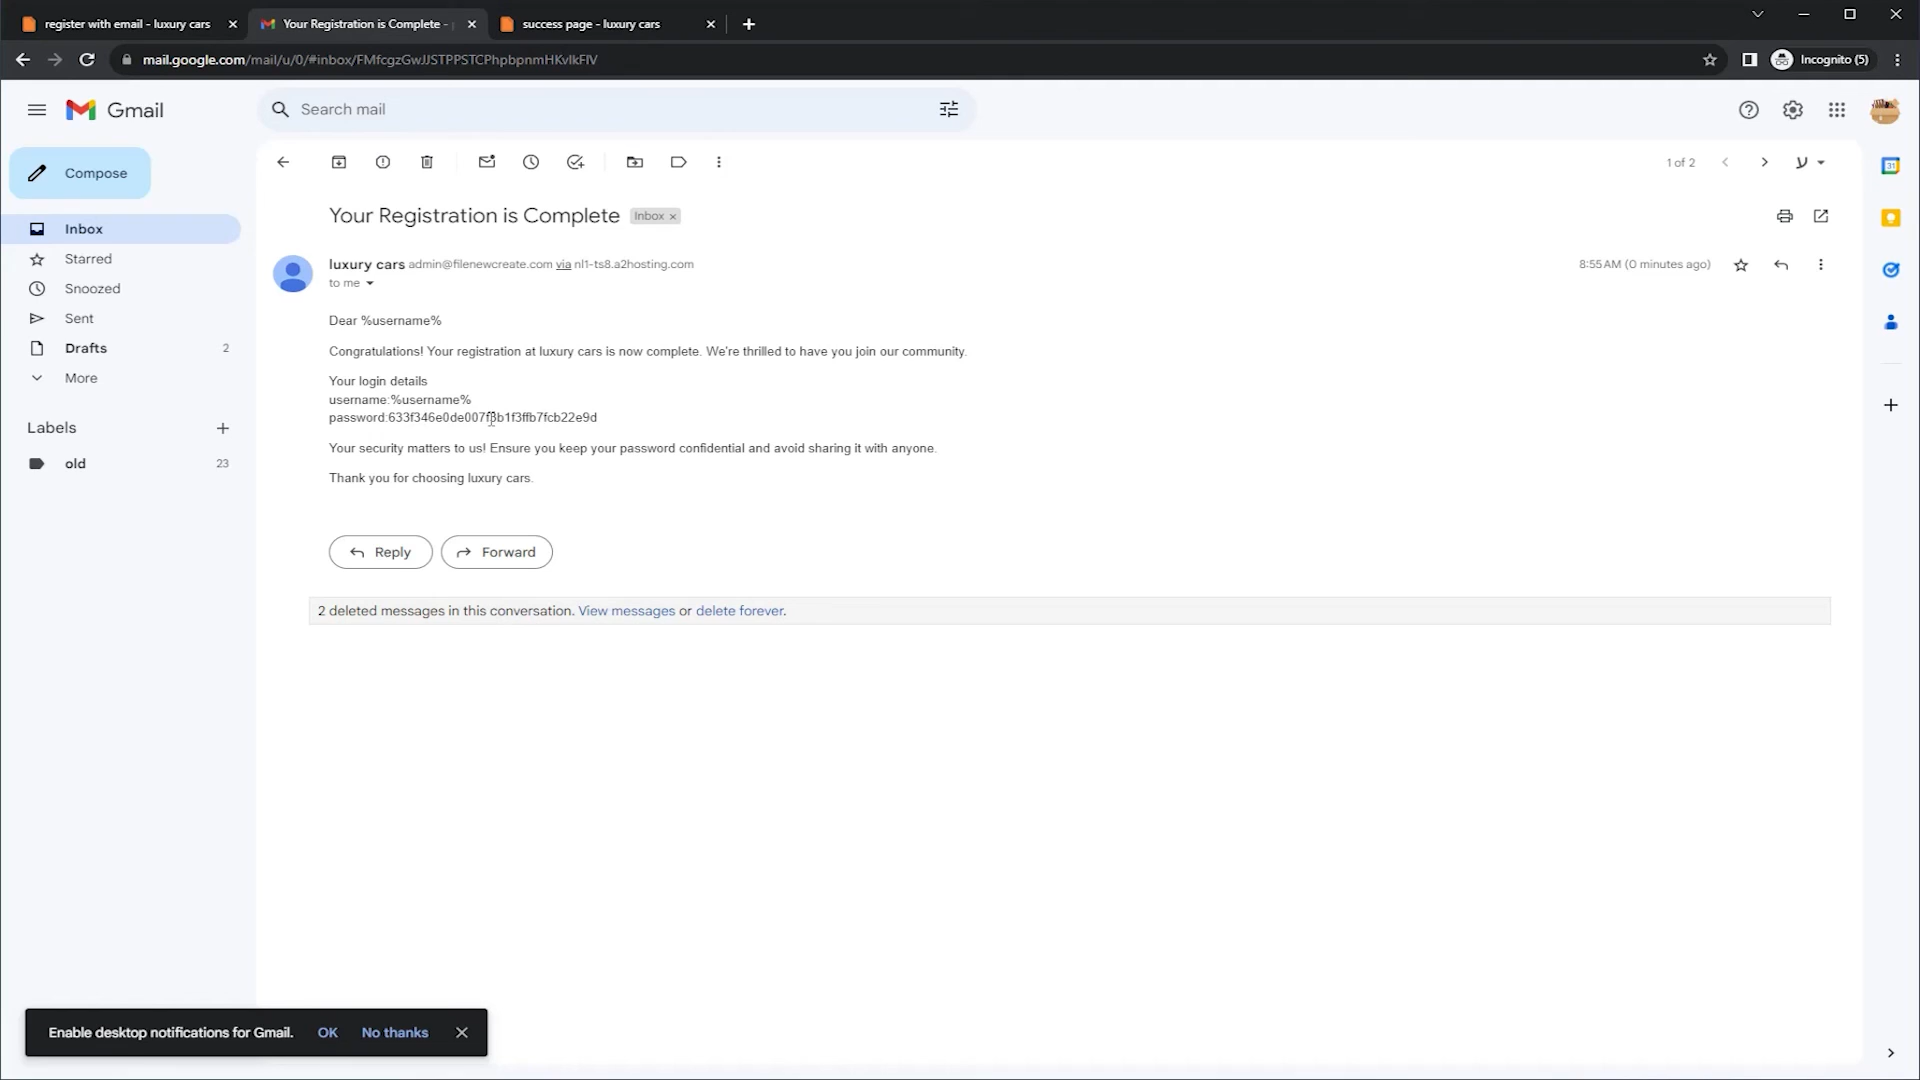 register with email - luxury cars
Your Registration is Complete -
success page - luxury cars
mail.google.com/mail/u/0/#inbox/FMfcgzGwJJSTPPSTCPhpbpnmHKvlkFlV
Incognito (5)
Gmail
Search mail
Compose
1 of 2
Inbox
Starred
Snoozed
Sent
Drafts 2
More
Labels
old 23
Your Registration is Complete Inbox x
luxury cars admin@filenewcreate.com via nl1-ts8.a2hosting.com
8:55 AM (0 minutes ago)
to me
Dear %username%
Congratulations! Your registration at luxury cars is now complete. We're thrilled to have you join our community.
Your login details
username:%username%
password:633f346e0de007f3b1f3ffb7fcb22e9d
Your security matters to us! Ensure you keep your password confidential and avoid sharing it with anyone.
Thank you for choosing luxury cars.
Reply
Forward
2 deleted messages in this conversation. View messages or delete forever.
Enable desktop notifications for Gmail. OK No thanks